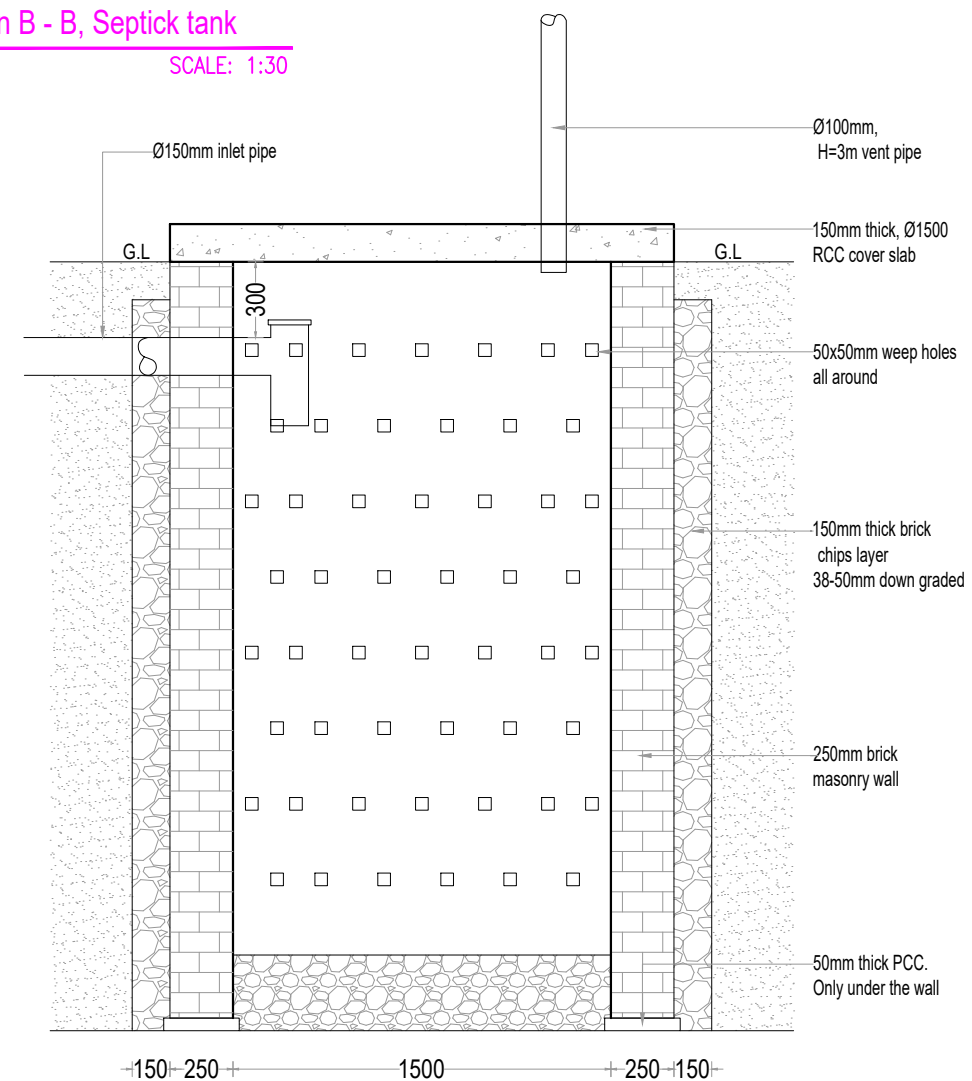 n B - B, Septick tank
SCALE: 1:30
Ø150mm inlet pipe
Ø100mm,
H=3m vent pipe
150mm thick, Ø1500
RCC cover slab
G.L
G.L
300
50x50mm weep holes
all around
150mm thick brick
chips layer
38-50mm down graded
250mm brick
masonry wall
50mm thick PCC.
Only under the wall
150 250 1500 250 150